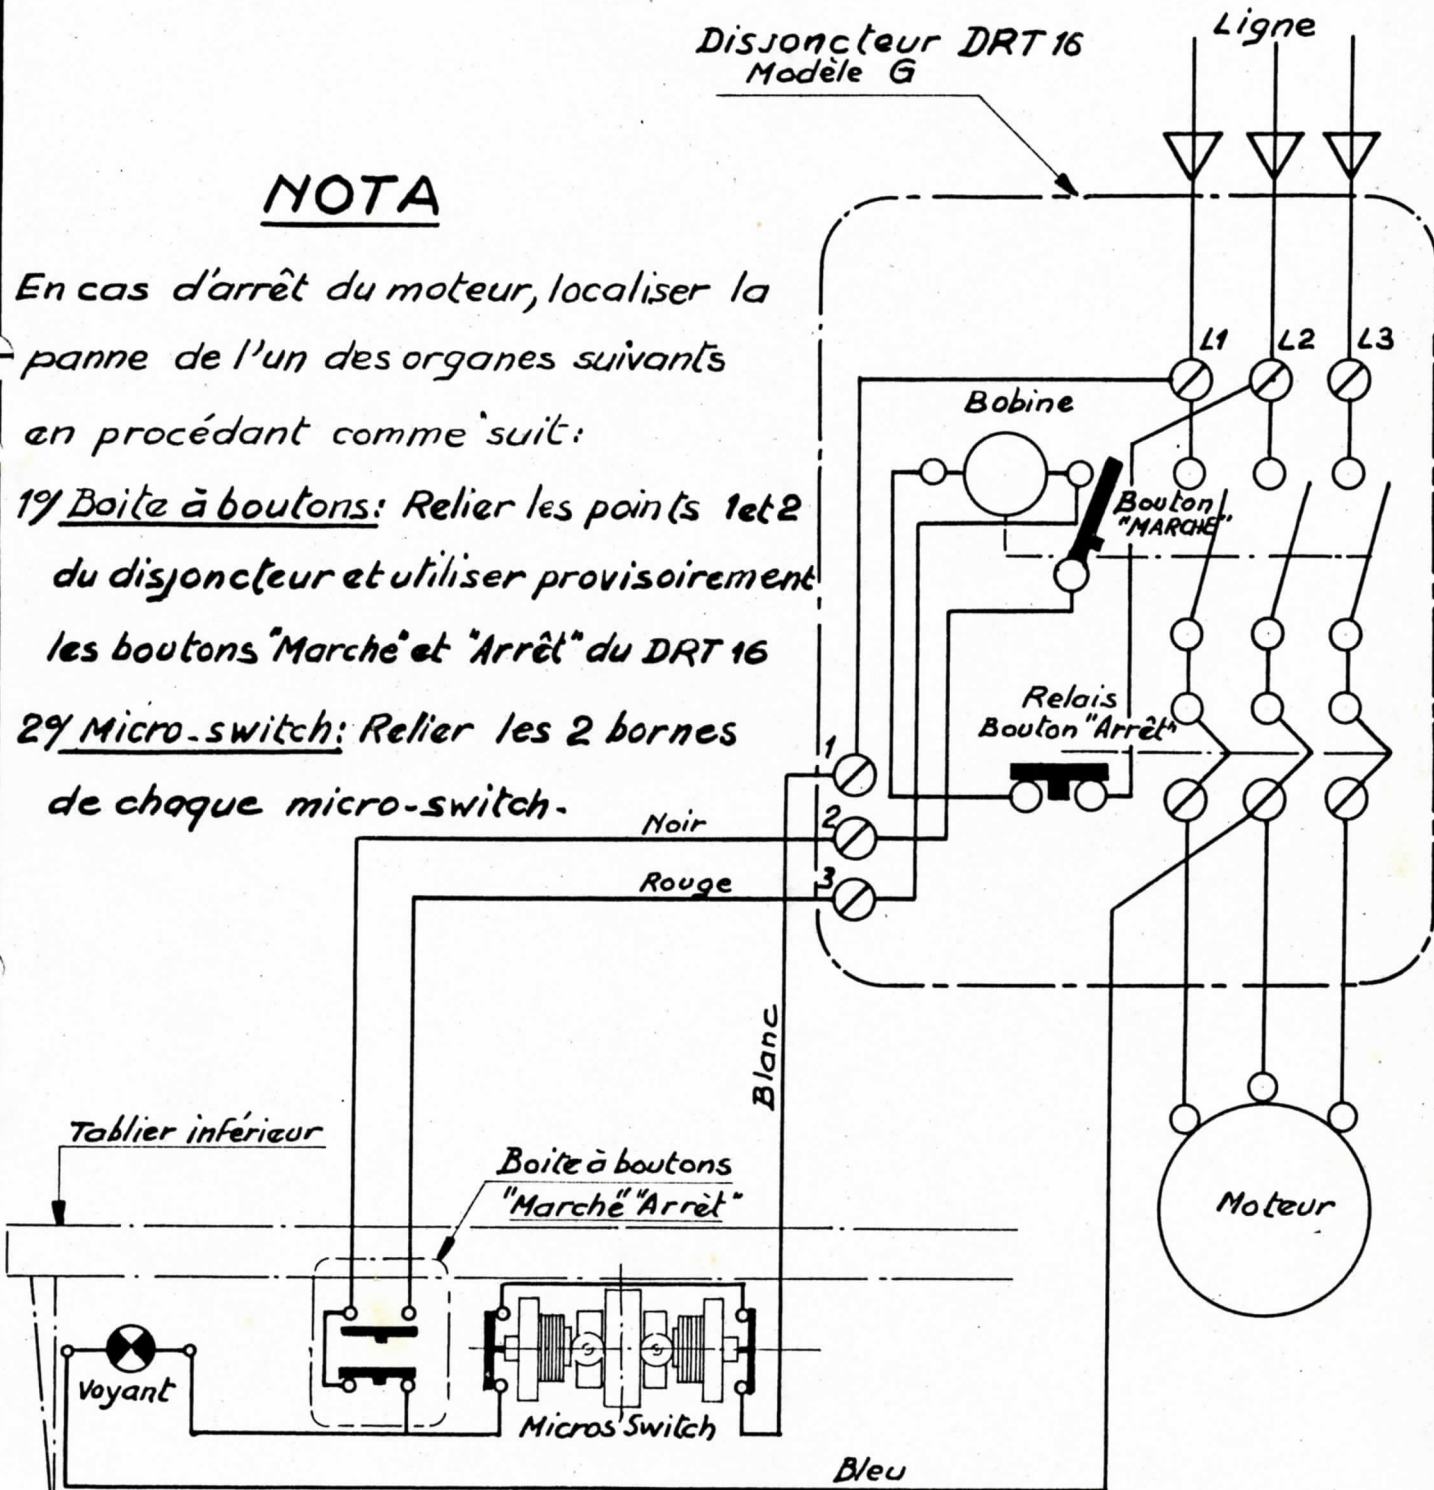 Ligne
Disjoncteur DRT 16
Modèle G
NOTA
En cas d'arrêt du moteur, localiser la
panne de l'un des organes suivants
en procédant comme suit:
1°/ Boite à boutons: Relier les points 1 et 2
du disjoncteur et utiliser provisoirement
les boutons "Marche" et "Arrêt" du DRT 16
2°/ Micro-switch: Relier les 2 bornes
de chaque micro-switch.
L1 L2 L3
Bobine
Bouton
"MARCHE"
Relais
Bouton "Arrêt"
1
2
3
Noir
Rouge
Blanc
Tablier inférieur
Boite à boutons
"Marche" "Arrêt"
Moteur
Voyant
Micros Switch
Bleu